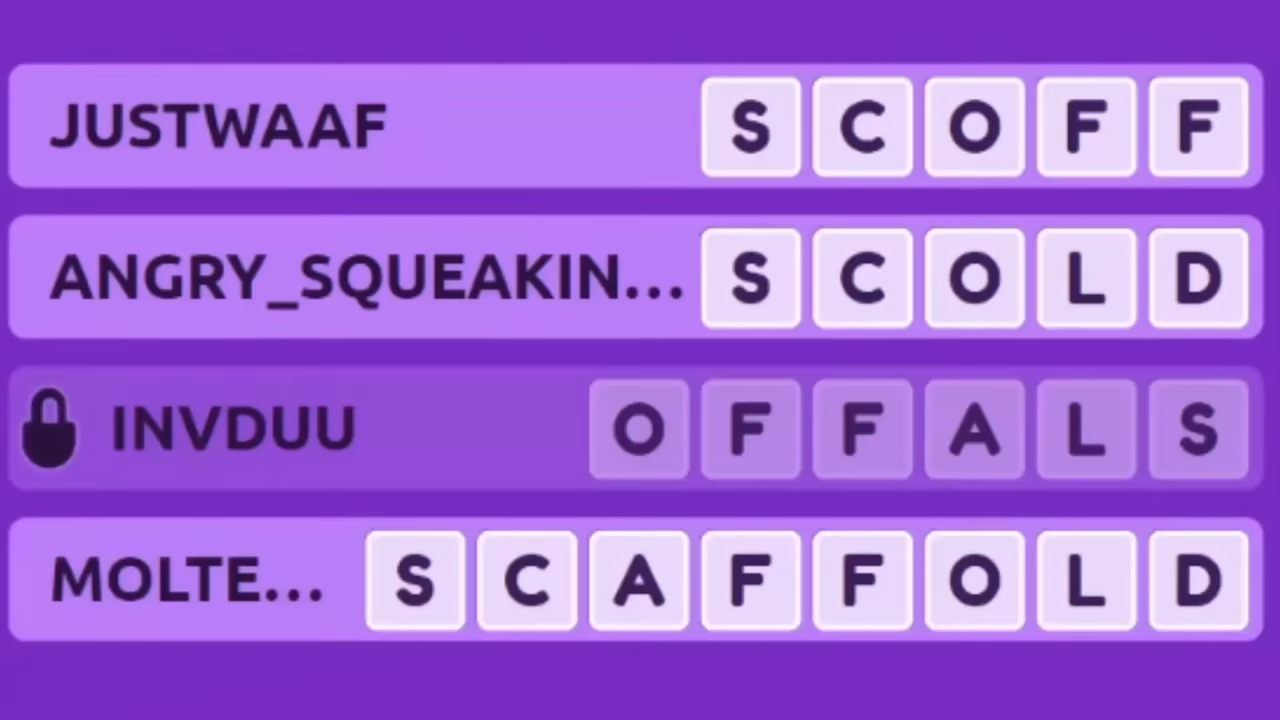 JUSTWAAF SCOFF
ANGRY_SQUEAKIN... SCOLD
INVDUU OFFALS
MOLTE... SCAFFOLD